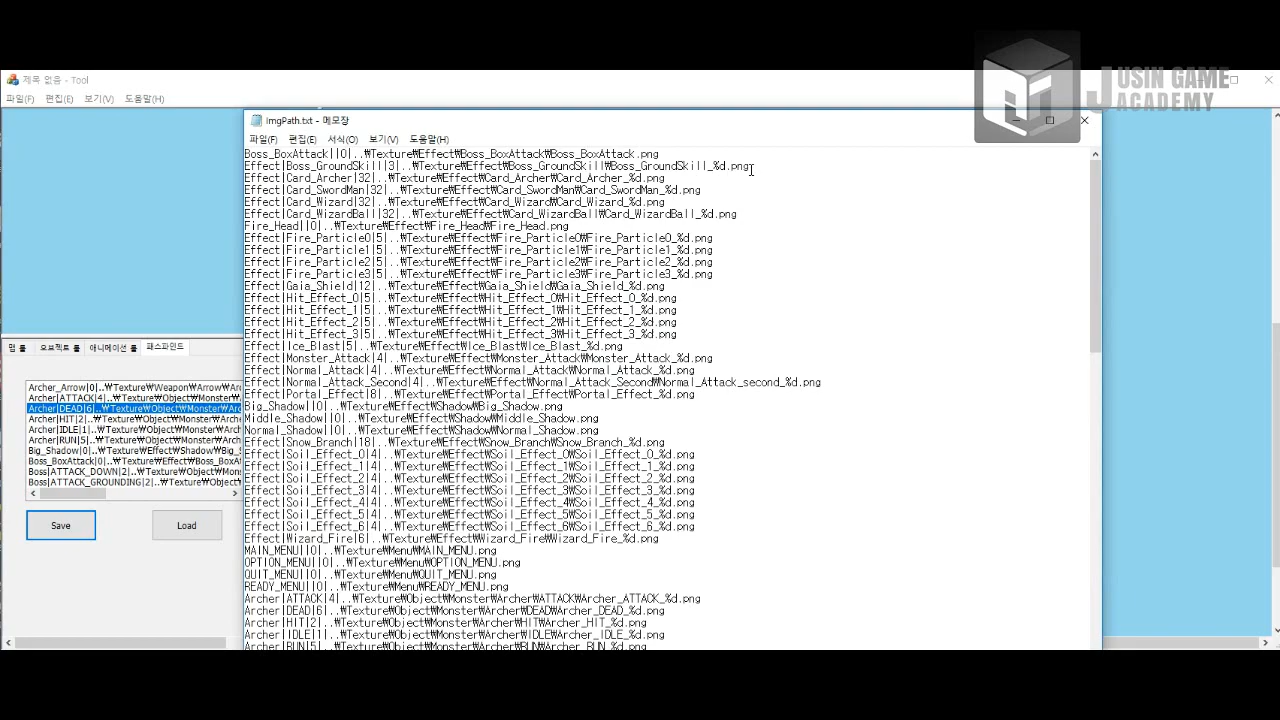 JUSIN GAME
ACADEMY
제목 없음 - Tool
파일(F) 편집(E) 보기(V) 도움말(H)
ImgPath.txt - 메모장
파일(F) 편집(E) 서식(O) 보기(V) 도움말(H)
Boss_BoxAttack||0|..₩Texture₩Effect₩Boss_BoxAttack₩Boss_BoxAttack.png
Effect|Boss_GroundSkill|3|..₩Texture₩Effect₩Boss_GroundSkill₩Boss_GroundSkill_%d.png
Effect|Card_Archer|32|..₩Texture₩Effect₩Card_Archer₩Card_Archer_%d.png
Effect|Card_SwordMan|32|..₩Texture₩Effect₩Card_SwordMan₩Card_SwordMan_%d.png
Effect|Card_Wizard|32|..₩Texture₩Effect₩Card_Wizard₩Card_Wizard_%d.png
Effect|Card_WizardBall|32|..₩Texture₩Effect₩Card_WizardBall₩Card_WizardBall_%d.png
Fire_Head||0|..₩Texture₩Effect₩Fire_Head₩Fire_Head.png
Effect|Fire_Particle0|5|..₩Texture₩Effect₩Fire_Particle0₩Fire_Particle0_%d.png
Effect|Fire_Particle1|5|..₩Texture₩Effect₩Fire_Particle1₩Fire_Particle1_%d.png
Effect|Fire_Particle2|5|..₩Texture₩Effect₩Fire_Particle2₩Fire_Particle2_%d.png
Effect|Fire_Particle3|5|..₩Texture₩Effect₩Fire_Particle3₩Fire_Particle3_%d.png
Effect|Gaia_Shield|12|..₩Texture₩Effect₩Gaia_Shield₩Gaia_Shield_%d.png
Effect|Hit_Effect_0|5|..₩Texture₩Effect₩Hit_Effect_0₩Hit_Effect_0_%d.png
Effect|Hit_Effect_1|5|..₩Texture₩Effect₩Hit_Effect_1₩Hit_Effect_1_%d.png
Effect|Hit_Effect_2|5|..₩Texture₩Effect₩Hit_Effect_2₩Hit_Effect_2_%d.png
Effect|Hit_Effect_3|5|..₩Texture₩Effect₩Hit_Effect_3₩Hit_Effect_3_%d.png
Effect|Ice_Blast|5|..₩Texture₩Effect₩Ice_Blast₩Ice_Blast_%d.png
Effect|Monster_Attack|4|..₩Texture₩Effect₩Monster_Attack₩Monster_Attack_%d.png
Effect|Normal_Attack|4|..₩Texture₩Effect₩Normal_Attack₩Normal_Attack_%d.png
Effect|Normal_Attack_Second|4|..₩Texture₩Effect₩Normal_Attack_Second₩Normal_Attack_second_%d.png
Effect|Portal_Effect|8|..₩Texture₩Effect₩Portal_Effect₩Portal_Effect_%d.png
Big_Shadow||0|..₩Texture₩Effect₩Shadow₩Big_Shadow.png
Middle_Shadow||0|..₩Texture₩Effect₩Shadow₩Middle_Shadow.png
Normal_Shadow||0|..₩Texture₩Effect₩Shadow₩Normal_Shadow.png
Effect|Snow_Branch|18|..₩Texture₩Effect₩Snow_Branch₩Snow_Branch_%d.png
Effect|Soil_Effect_0|4|..₩Texture₩Effect₩Soil_Effect_0₩Soil_Effect_0_%d.png
Effect|Soil_Effect_1|4|..₩Texture₩Effect₩Soil_Effect_1₩Soil_Effect_1_%d.png
Effect|Soil_Effect_2|4|..₩Texture₩Effect₩Soil_Effect_2₩Soil_Effect_2_%d.png
Effect|Soil_Effect_3|4|..₩Texture₩Effect₩Soil_Effect_3₩Soil_Effect_3_%d.png
Effect|Soil_Effect_4|4|..₩Texture₩Effect₩Soil_Effect_4₩Soil_Effect_4_%d.png
Effect|Soil_Effect_5|4|..₩Texture₩Effect₩Soil_Effect_5₩Soil_Effect_5_%d.png
Effect|Soil_Effect_6|4|..₩Texture₩Effect₩Soil_Effect_6₩Soil_Effect_6_%d.png
Effect|Wizard_Fire|6|..₩Texture₩Effect₩Wizard_Fire₩Wizard_Fire_%d.png
MAIN_MENU||0|..₩Texture₩Menu₩MAIN_MENU.png
OPTION_MENU||0|..₩Texture₩Menu₩OPTION_MENU.png
QUIT_MENU||0|..₩Texture₩Menu₩QUIT_MENU.png
READY_MENU||0|..₩Texture₩Menu₩READY_MENU.png
Archer|ATTACK|4|..₩Texture₩Object₩Monster₩Archer₩ATTACK₩Archer_ATTACK_%d.png
Archer|DEAD|6|..₩Texture₩Object₩Monster₩Archer₩DEAD₩Archer_DEAD_%d.png
Archer|HIT|2|..₩Texture₩Object₩Monster₩Archer₩HIT₩Archer_HIT_%d.png
Archer|IDLE|1|..₩Texture₩Object₩Monster₩Archer₩IDLE₩Archer_IDLE_%d.png
Archer|RUN|5|..₩Texture₩Object₩Monster₩Archer₩RUN₩Archer_RUN_%d.png
맵 툴 오브젝트 툴 애니메이션 툴 패스파인드
Archer_Arrow|0|..₩Texture₩Weapon₩Arrow₩Arc
Archer|ATTACK|4|..₩Texture₩Object₩Monster₩
Archer|DEAD|6|..₩Texture₩Object₩Monster₩Arc
Archer|HIT|2|..₩Texture₩Object₩Monster₩Arche
Archer|IDLE|1|..₩Texture₩Object₩Monster₩Arch
Archer|RUN|5|..₩Texture₩Object₩Monster₩Arch
Big_Shadow|0|..₩Texture₩Effect₩Shadow₩Big_S
Boss_BoxAttack|0|..₩Texture₩Effect₩Boss_BoxAt
Boss|ATTACK_DOWN|2|..₩Texture₩Object₩Mons
Boss|ATTACK_GROUNDING|2|..₩Texture₩Object₩
Save
Load